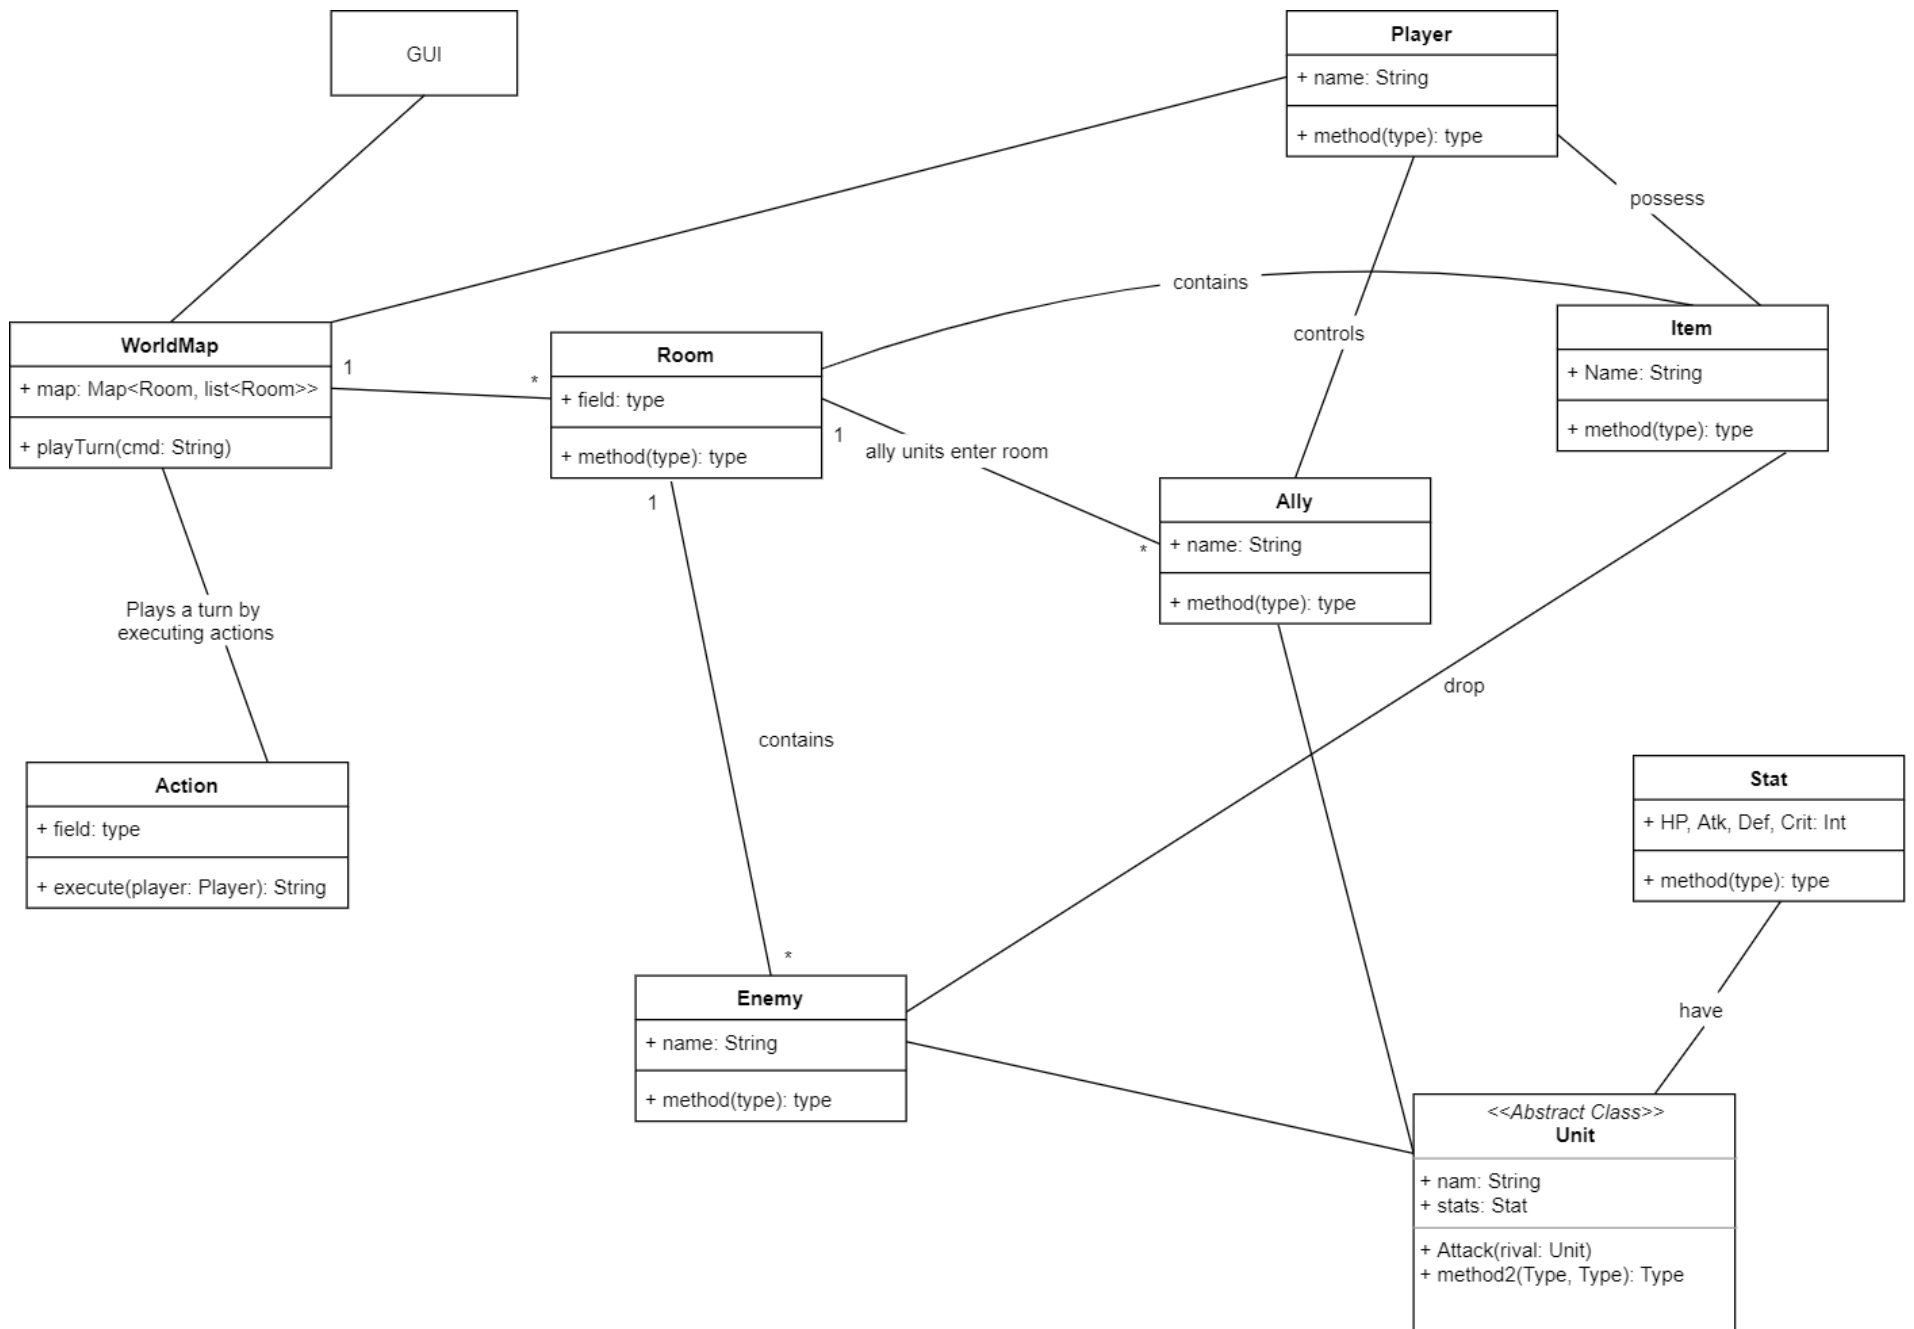 GUI
Player
+ name: String
+ method(type): type
possess
contains
controls
WorldMap
+ map: Map<Room, list<Room>>
+ playTurn(cmd: String)
1
*
Room
+ field: type
+ method(type): type
1
1
ally units enter room
*
Item
+ Name: String
+ method(type): type
Ally
+ name: String
+ method(type): type
Plays a turn by
executing actions
drop
contains
Action
+ field: type
+ execute(player: Player): String
Stat
+ HP, Atk, Def, Crit: Int
+ method(type): type
*
Enemy
+ name: String
+ method(type): type
have
<<Abstract Class>>
Unit
+ nam: String
+ stats: Stat
+ Attack(rival: Unit)
+ method2(Type, Type): Type